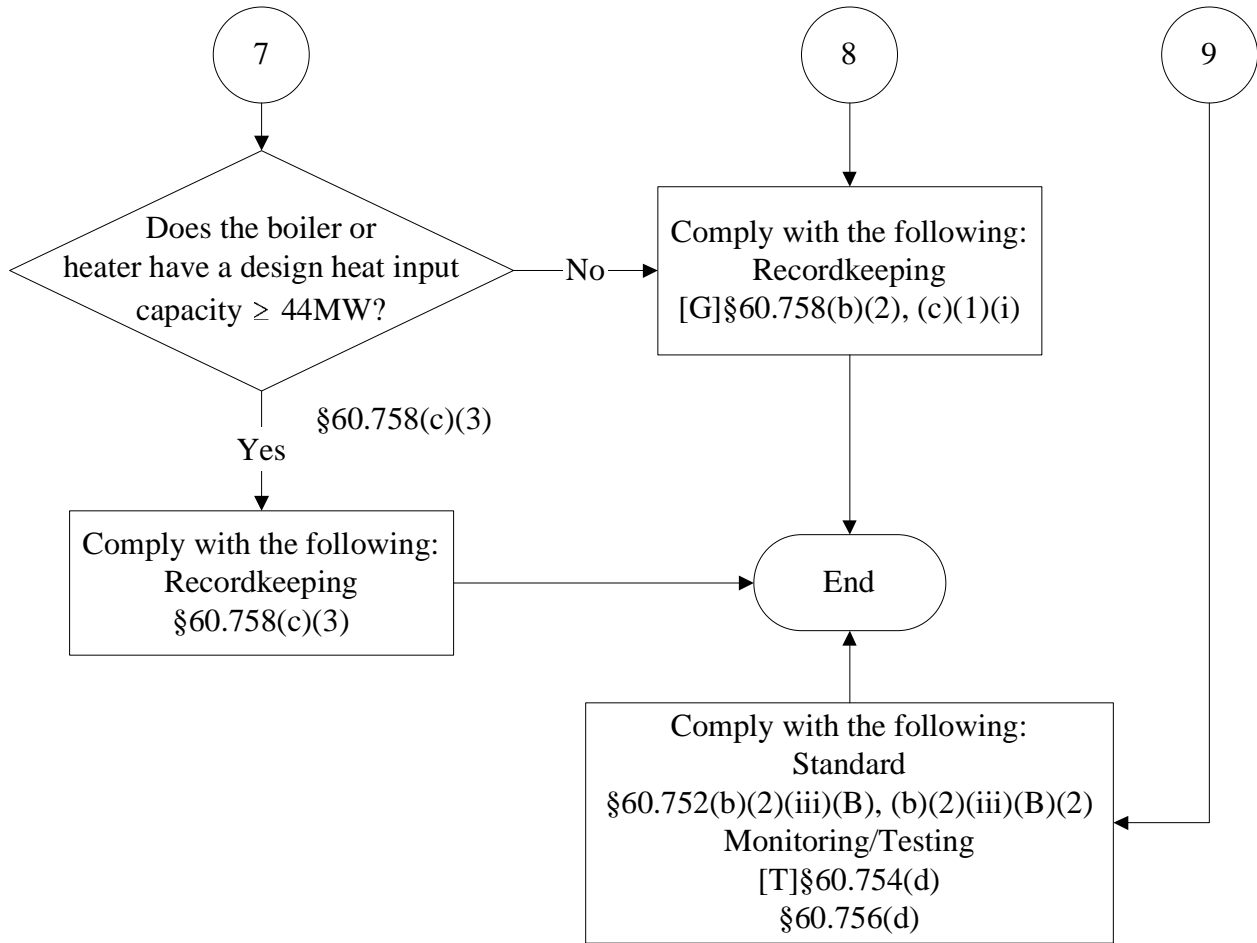 7
8
9
Does the boiler or
heater have a design heat input
capacity ≥ 44MW?
No
Comply with the following:
Recordkeeping
[G]§60.758(b)(2), (c)(1)(i)
§60.758(c)(3)
Yes
Comply with the following:
Recordkeeping
§60.758(c)(3)
End
Comply with the following:
Standard
§60.752(b)(2)(iii)(B), (b)(2)(iii)(B)(2)
Monitoring/Testing
[T]§60.754(d)
§60.756(d)